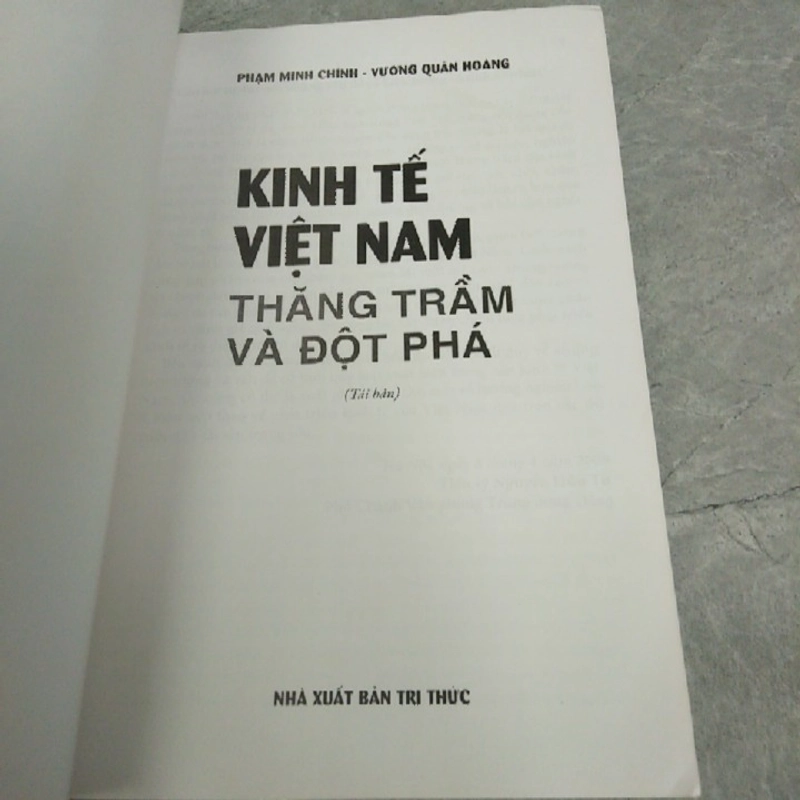 PHẠM MINH CHÍNH - VƯƠNG QUÂN HOÀNG
KINH TẾ
VIỆT NAM
THĂNG TRẦM
VÀ ĐỘT PHÁ
(Tái bản)
NHÀ XUẤT BẢN TRI THỨC